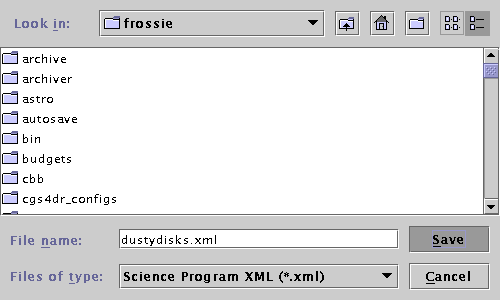 Look in: frossie
archive
archiver
astro
autosave
bin
budgets
cbb
cgs4dr_configs
File name: dustydisks.xml Save
Files of type: Science Program XML (*.xml) Cancel